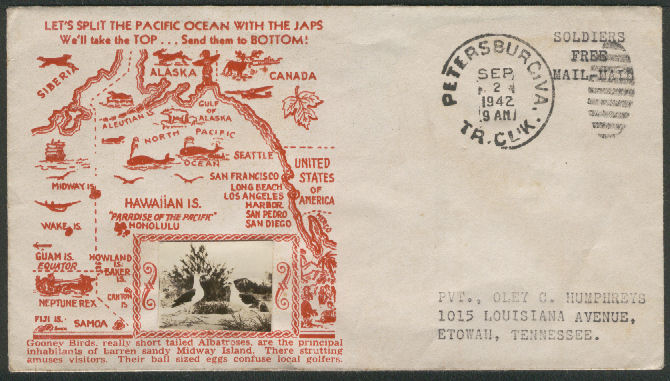 LET'S SPLIT THE PACIFIC OCEAN WITH THE JAPS
We'll take the TOP... Send them to BOTTOM!
SIBERIA
ALASKA
CANADA
GULF
OF
ALASKA
ALEUTIAN IS.
NORTH PACIFIC
OCEAN
SEATTLE
SAN FRANCISCO
UNITED
STATES
OF
AMERICA
LONG BEACH
LOS ANGELES
HARBOR
SAN PEDRO
SAN DIEGO
MIDWAY IS.
HAWAIIAN IS.
"PARADISE OF THE PACIFIC"
HONOLULU
WAKE IS.
GUAM IS.
EQUATOR
HOWLAND IS.
BAKER IS.
NEPTUNE REX
CANTON IS.
FIJI IS.
SAMOA
Gooney Birds, really short tailed Albatroses, are the principal
inhabitants of barren sandy Midway Island. There strutting
amuses visitors. Their ball sized eggs confuse local golfers.
PETERSBURG, VA.
SEP
2
1942
9 AM
TR. CLK.
SOLDIERS
FREE
MAIL
PVT., OLEY C. HUMPHREYS
1015 LOUISIANA AVENUE,
ETOWAH, TENNESSEE.